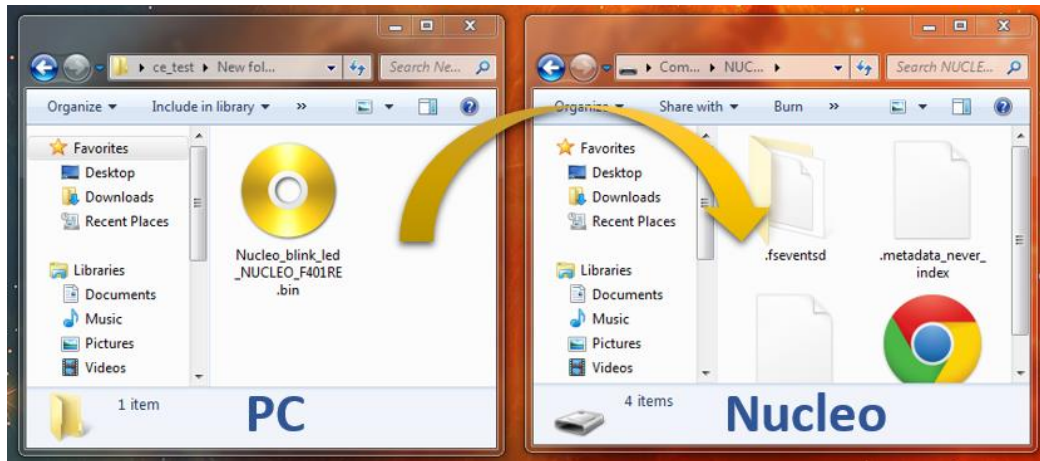 ce_test New fol...
Search Ne...
Organize
Include in library
»
Favorites
Desktop
Downloads
Recent Places
Libraries
Documents
Music
Pictures
Videos
Nucleo_blink_led
_NUCLEO_F401RE
.bin
1 item
PC
Com... NUC...
Search NUCLE...
Organize
Share with
Burn
»
Favorites
Desktop
Downloads
Recent Places
Libraries
Documents
Music
Pictures
Videos
.fseventsd
.metadata_never_
index
4 items
Nucleo